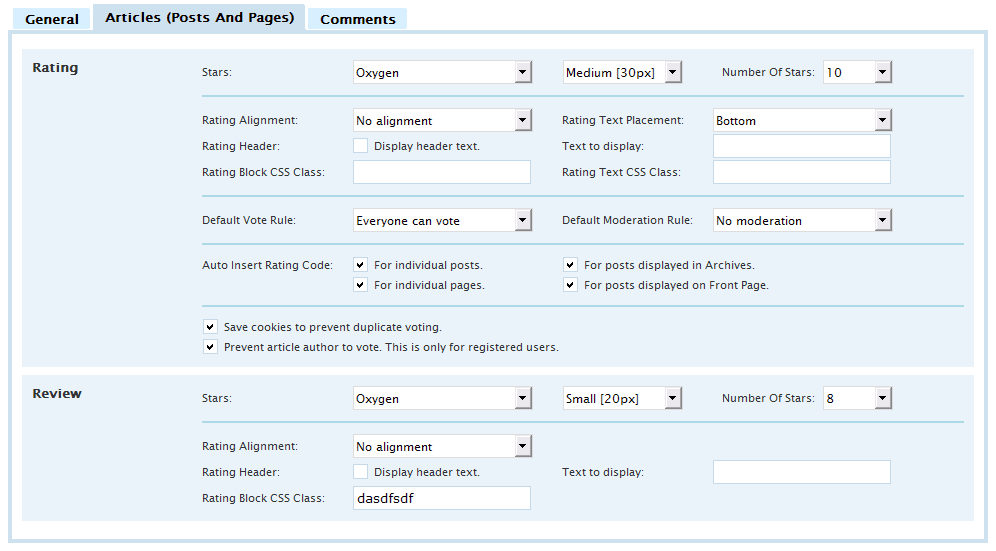 General Articles (Posts And Pages) Comments
Rating Stars: Oxygen Medium [30px] Number Of Stars: 10
Rating Alignment: No alignment Rating Text Placement: Bottom
Rating Header: Display header text. Text to display:
Rating Block CSS Class: Rating Text CSS Class:
Default Vote Rule: Everyone can vote Default Moderation Rule: No moderation
Auto Insert Rating Code: For individual posts. For posts displayed in Archives.
For individual pages. For posts displayed on Front Page.
Save cookies to prevent duplicate voting.
Prevent article author to vote. This is only for registered users.
Review Stars: Oxygen Small [20px] Number Of Stars: 8
Rating Alignment: No alignment
Rating Header: Display header text. Text to display:
Rating Block CSS Class: dasdfsdf